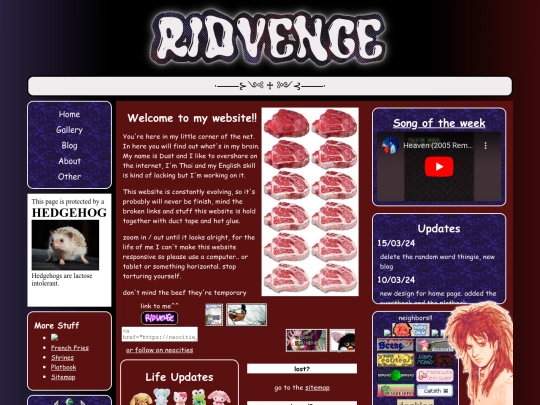 RIDVENGE
Home
Gallery
Blog
About
Other
This page is protected by a
HEDGEHOG
Hedgehogs are lactose
intolerant.
More Stuff
French Fries
Shrines
Platbook
Sitemap
Welcome to my website!!
You're here in my little corner of the net.
In here you will find out what's in my brain.
My name is Dust and I like to overshare on
the internet, I'm Thai and my English skill
is kind of lacking but I'm working on it.
This website is constantly evolving, so it's
probably will never be finish, mind the
broken links and stuff this website is hold
together with duct tape and hot glue.
zoom in / out until it looks alright, for the
life of me I can't make this website
responsive so please use a computer.. or
tablet or something horizontal. stop
torturing yourself.
don't mind the beef they're temporary
link to me^^
RIDVENGE
<a
href="https://neocitie
or follow on neocities
Life Updates
lost?
go to the sitemap
Song of the week
Heaven (2005 Rem...
Updates
15/03/24
delete the random word thingie, new
blog
10/03/24
new design for home page. added the
neighbors!!